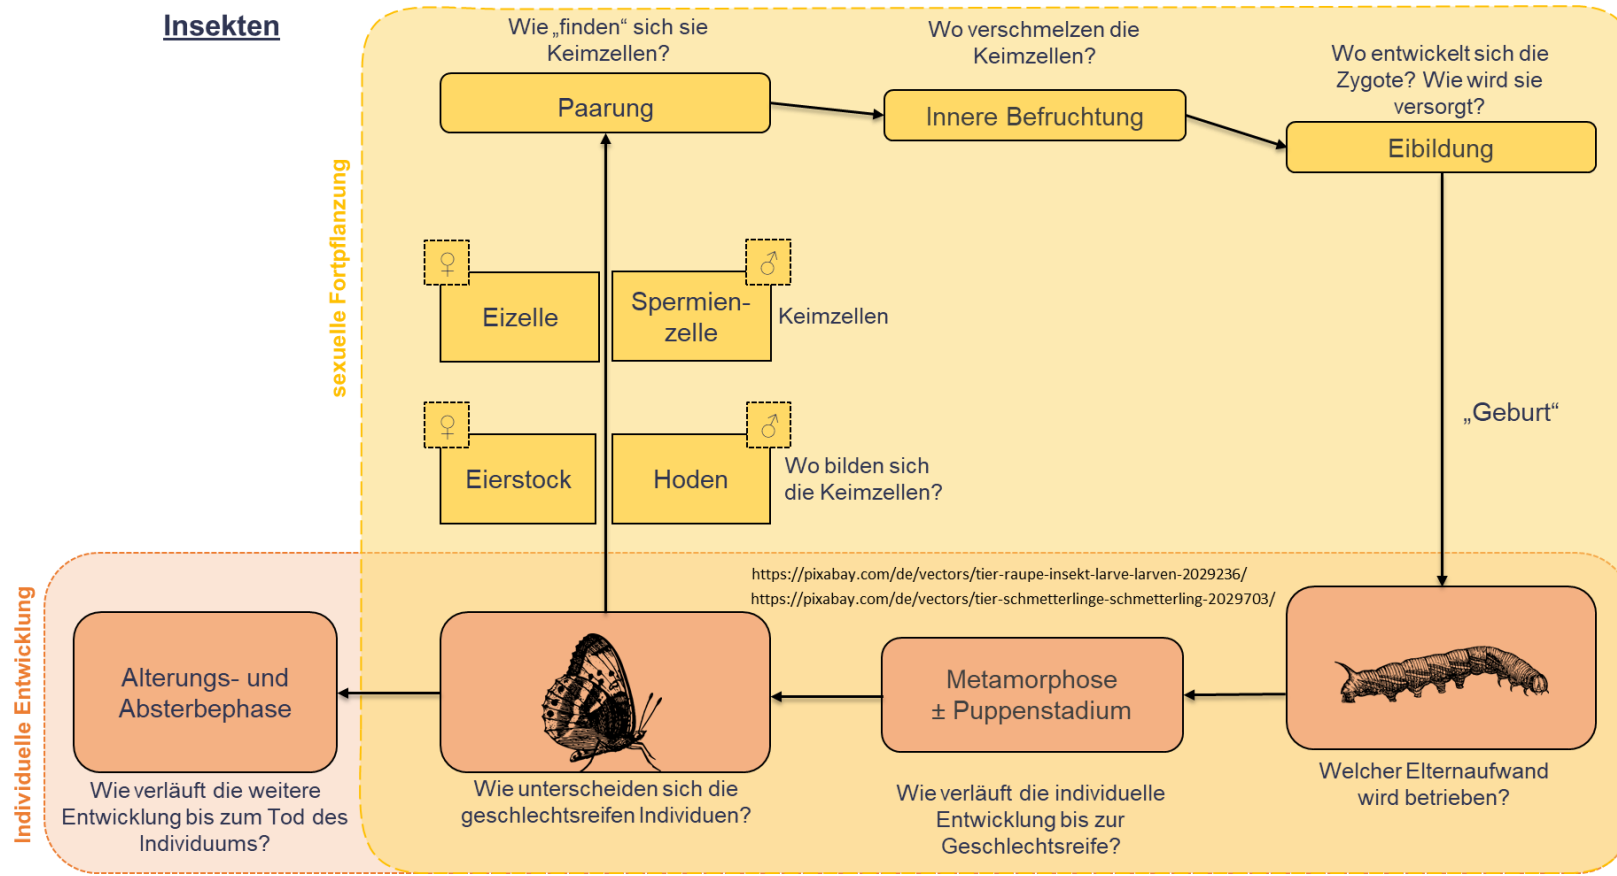 Insekten
Wie „finden“ sich sie
Keimzellen?
Wo verschmelzen die
Keimzellen?
Wo entwickelt sich die
Zygote? Wie wird sie
versorgt?
Paarung
Innere Befruchtung
Eibildung
sexuelle Fortpflanzung
♀
♂
Eizelle
Spermien-
zelle
Keimzellen
♀
♂
Eierstock
Hoden
Wo bilden sich
die Keimzellen?
„Geburt“
Individuelle Entwicklung
https://pixabay.com/de/vectors/tier-raupe-insekt-larve-larven-2029236/
https://pixabay.com/de/vectors/tier-schmetterlinge-schmetterling-2029703/
Alterungs- und
Absterbephase
Metamorphose
± Puppenstadium
Wie verläuft die weitere
Entwicklung bis zum Tod des
Individuums?
Wie unterscheiden sich die
geschlechtsreifen Individuen?
Wie verläuft die individuelle
Entwicklung bis zur
Geschlechtsreife?
Welcher Elternaufwand
wird betrieben?